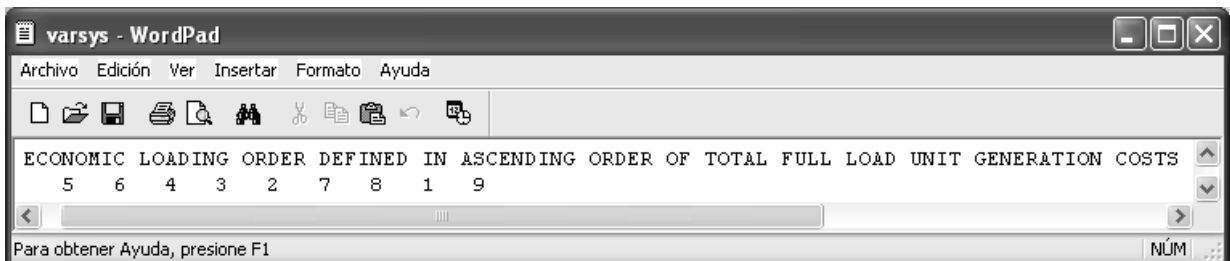 varsys - WordPad
Archivo Edición Ver Insertar Formato Ayuda
ECONOMIC LOADING ORDER DEFINED IN ASCENDING ORDER OF TOTAL FULL LOAD UNIT GENERATION COSTS
5 6 4 3 2 7 8 1 9
Para obtener Ayuda, presione F1 NÚM